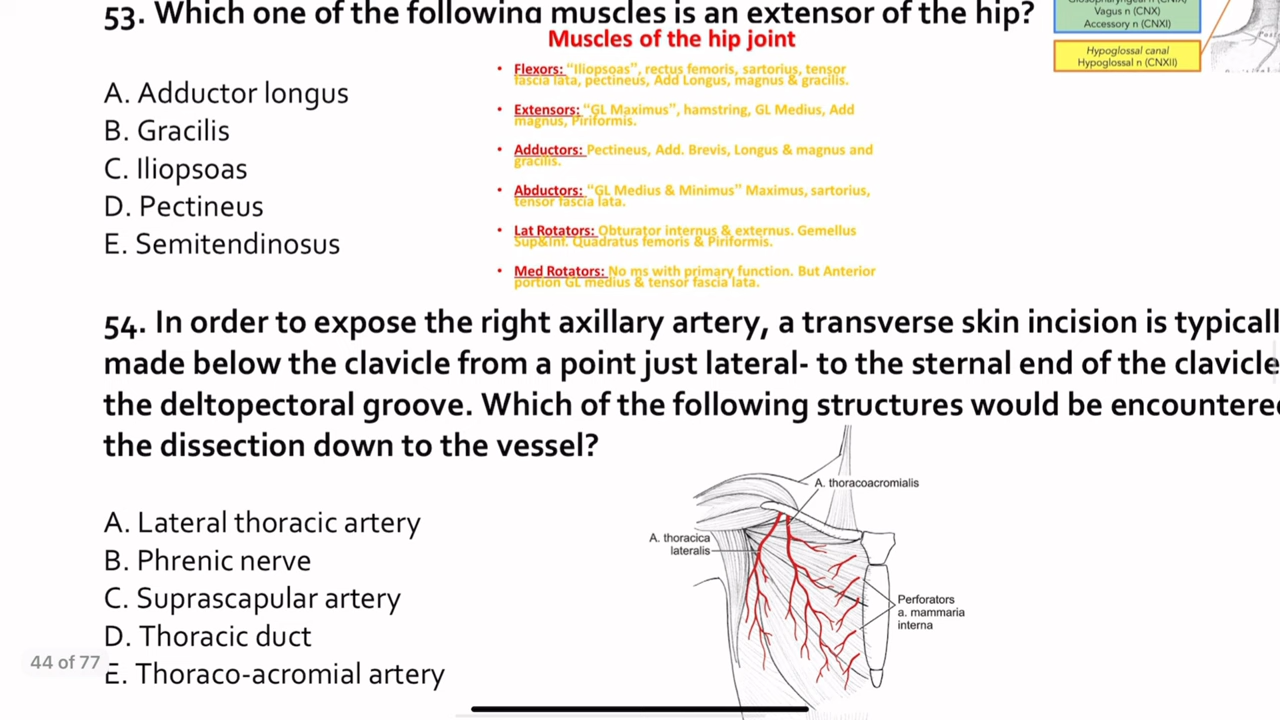 53. Which one of the following muscles is an extensor of the hip?
A. Adductor longus
B. Gracilis
C. Iliopsoas
D. Pectineus
E. Semitendinosus
Muscles of the hip joint
• Flexors: “Iliopsoas”, rectus femoris, sartorius, tensor
fascia lata, pectineus, Add Longus, magnus & gracilis.
• Extensors: “GL Maximus”, hamstring, GL Medius, Add
magnus, Piriformis.
• Adductors: Pectineus, Add. Brevis, Longus & magnus and
gracilis.
• Abductors: “GL Medius & Minimus” Maximus, sartorius,
tensor fascia lata.
• Lat Rotators: Obturator internus & externus. Gemellus
Sup&Inf. Quadratus femoris & Piriformis.
• Med Rotators: No ms with primary function. But Anterior
portion GL medius & tensor fascia lata.
Vagus n (CNX)
Accessory n (CNXI)
Hypoglossal canal
Hypoglossal n (CNXII)
54. In order to expose the right axillary artery, a transverse skin incision is typicall
made below the clavicle from a point just lateral- to the sternal end of the clavicle
the deltopectoral groove. Which of the following structures would be encountere
the dissection down to the vessel?
A. Lateral thoracic artery
B. Phrenic nerve
C. Suprascapular artery
D. Thoracic duct
E. Thoraco-acromial artery
A. thoracoacromialis
A. thoracica
lateralis
Perforators
a. mammaria
interna
44 of 77